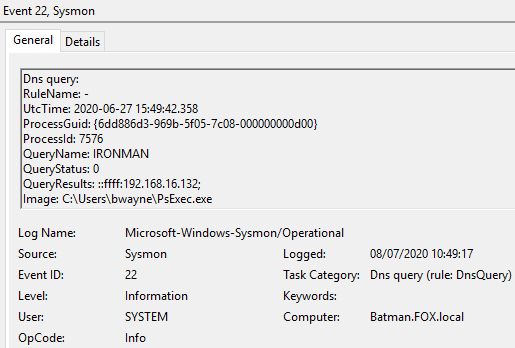 Event 22, Sysmon
General Details
Dns query:
RuleName: -
UtcTime: 2020-06-27 15:49:42.358
ProcessGuid: {6dd886d3-969b-5f05-7c08-000000000d00}
ProcessId: 7576
QueryName: IRONMAN
QueryStatus: 0
QueryResults: ::ffff:192.168.16.132;
Image: C:\Users\bwayne\PsExec.exe
Log Name: Microsoft-Windows-Sysmon/Operational
Source: Sysmon Logged: 08/07/2020 10:49:17
Event ID: 22 Task Category: Dns query (rule: DnsQuery)
Level: Information Keywords:
User: SYSTEM Computer: Batman.FOX.local
OpCode: Info